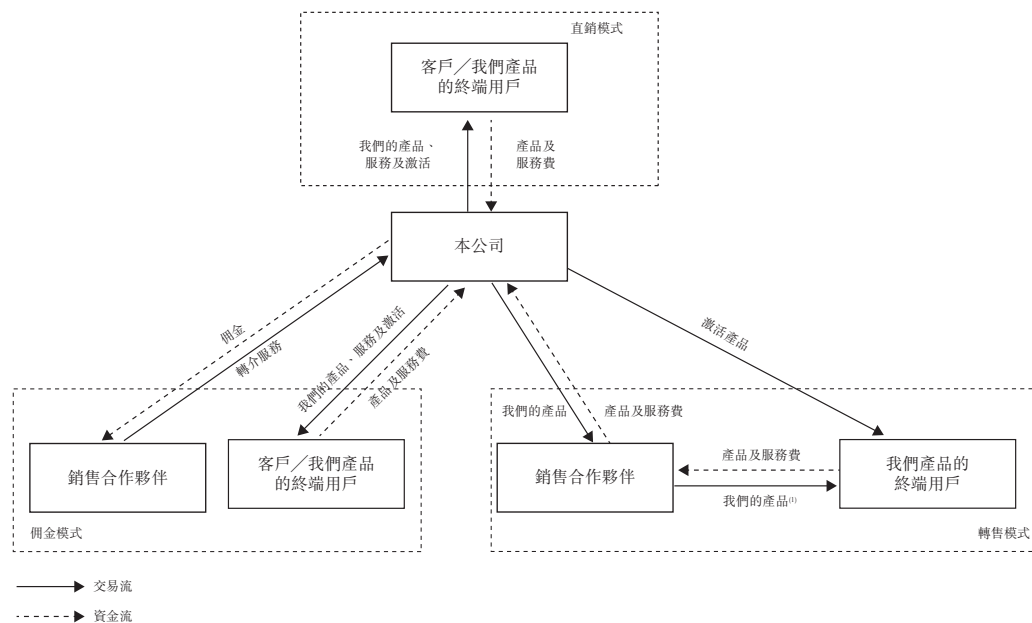 直銷模式
客戶／我們產品
的終端用戶
我們的產品、
服務及激活
產品及
服務費
本公司
佣金
轉介服務
我們的產品、服務及激活
產品及服務費
激活產品
我們的產品
產品及服務費
銷售合作夥伴
客戶／我們產品
的終端用戶
佣金模式
銷售合作夥伴
產品及服務費
我們的產品⁽¹⁾
我們產品的
終端用戶
轉售模式
交易流
資金流